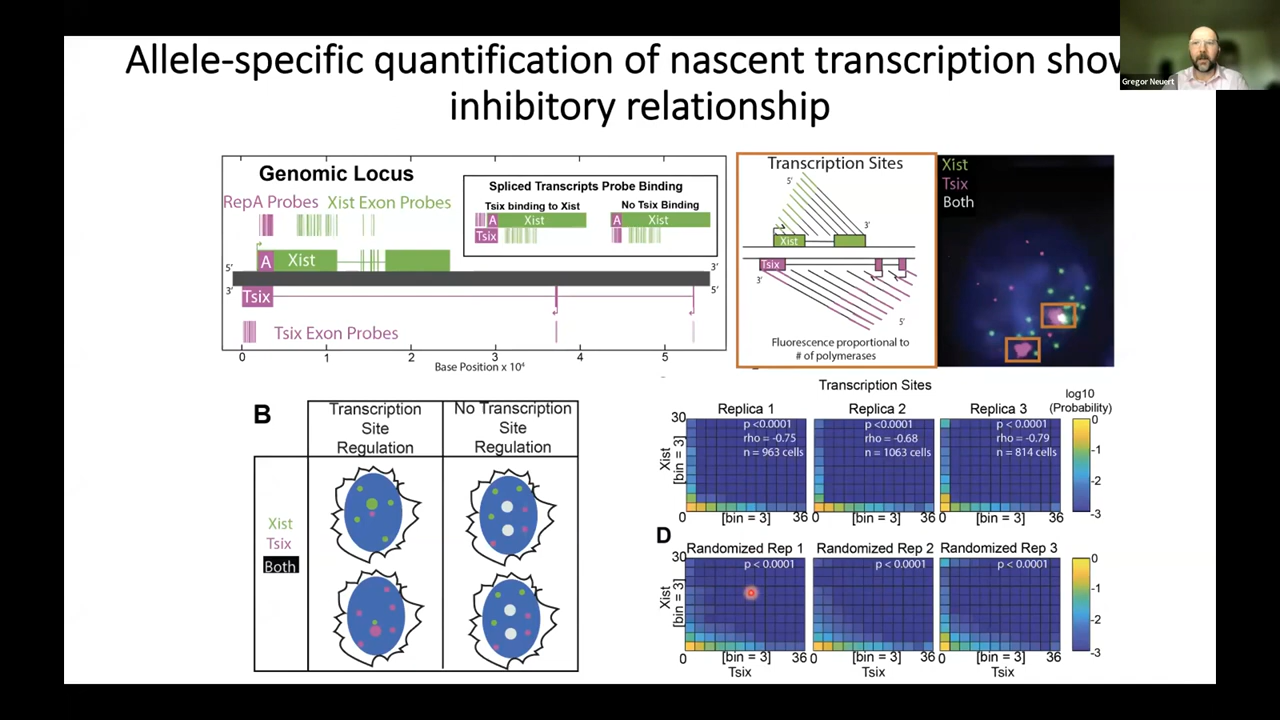 Allele-specific quantification of nascent transcription show
inhibitory relationship
Gregor Neuert
Genomic Locus
RepA Probes Xist Exon Probes
Spliced Transcripts Probe Binding
Tsix binding to Xist No Tsix Binding
A Xist A Xist
Tsix
5' A Xist 3'
3' Tsix 5'
Tsix Exon Probes
0 1 2 3 4 5
Base Position x 10⁴
Transcription Sites
5'
3'
Xist
Tsix
3'
5'
Fluorescence proportional to
# of polymerases
Xist
Tsix
Both
B
Transcription
Site
Regulation
No Transcription
Site
Regulation
Xist
Tsix
Both
Transcription Sites
log10
(Probability)
Replica 1 Replica 2 Replica 3
30
Xist
[bin = 3]
p <0.0001
rho = -0.75
n = 963 cells
p <0.0001
rho = -0.68
n = 1063 cells
p <0.0001
rho = -0.79
n = 814 cells
0
-1
-2
-3
0 [bin = 3] 36 0 [bin = 3] 36 0 [bin = 3] 36
D
Randomized Rep 1 Randomized Rep 2 Randomized Rep 3
30
Xist
[bin = 3]
p < 0.0001 p < 0.0001 p < 0.0001
0
-1
-2
-3
0 [bin = 3] 36 0 [bin = 3] 36 0 [bin = 3] 36
Tsix Tsix Tsix